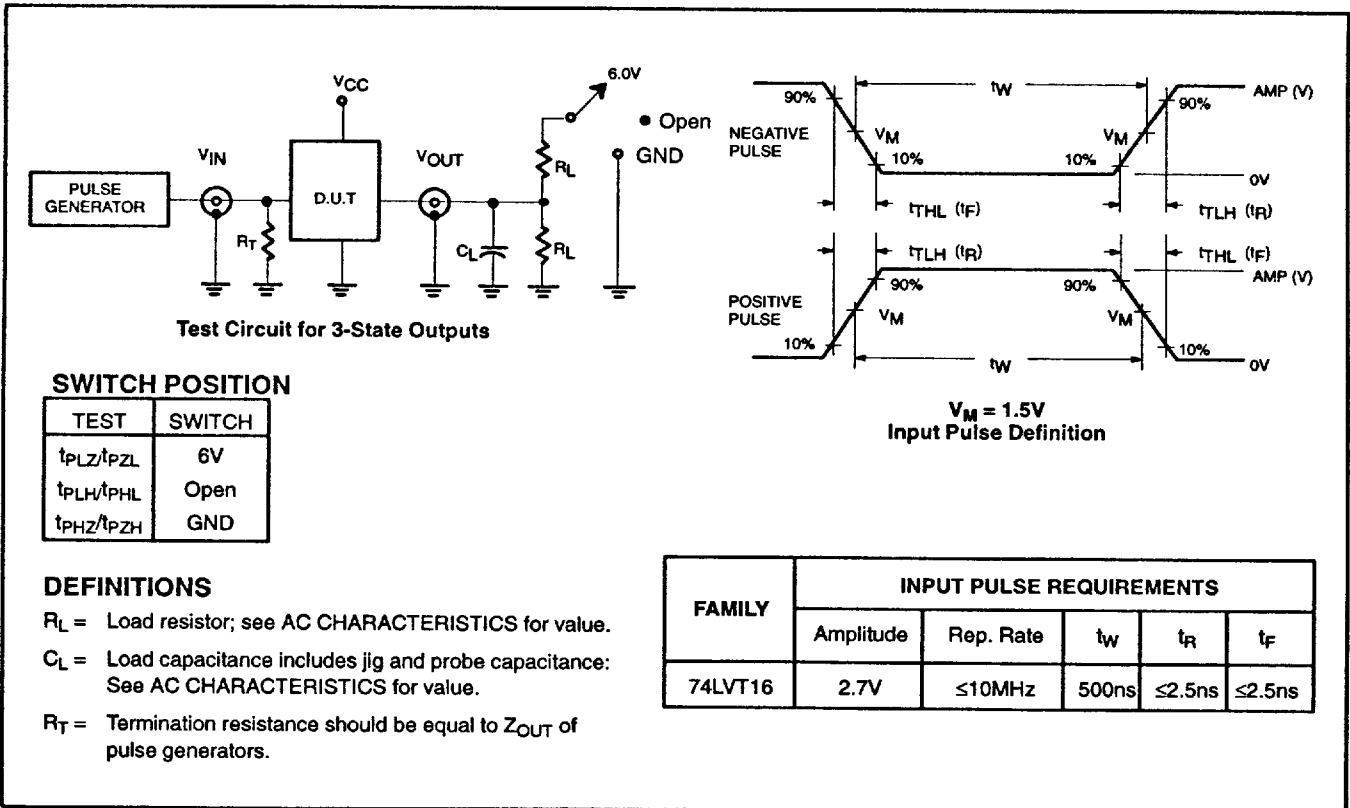 VCC
6.0V
Open
GND
VIN
VOUT
RL
PULSE
GENERATOR
D.U.T
RT
CL
RL
Test Circuit for 3-State Outputs
90%
tW
90%
AMP (V)
NEGATIVE
PULSE
VM
VM
10%
10%
0V
tTHL (tF)
tTLH (tR)
tTLH (tR)
tTHL (tF)
AMP (V)
90%
90%
POSITIVE
PULSE
VM
VM
10%
10%
tW
0V
VM = 1.5V
Input Pulse Definition
SWITCH POSITION
TEST SWITCH
tPLZ/tPZL 6V
tPLH/tPHL Open
tPHZ/tPZH GND
DEFINITIONS
RL = Load resistor; see AC CHARACTERISTICS for value.
CL = Load capacitance includes jig and probe capacitance:
See AC CHARACTERISTICS for value.
RT = Termination resistance should be equal to ZOUT of
pulse generators.
FAMILY INPUT PULSE REQUIREMENTS
Amplitude Rep. Rate tW tR tF
74LVT16 2.7V ≤10MHz 500ns ≤2.5ns ≤2.5ns